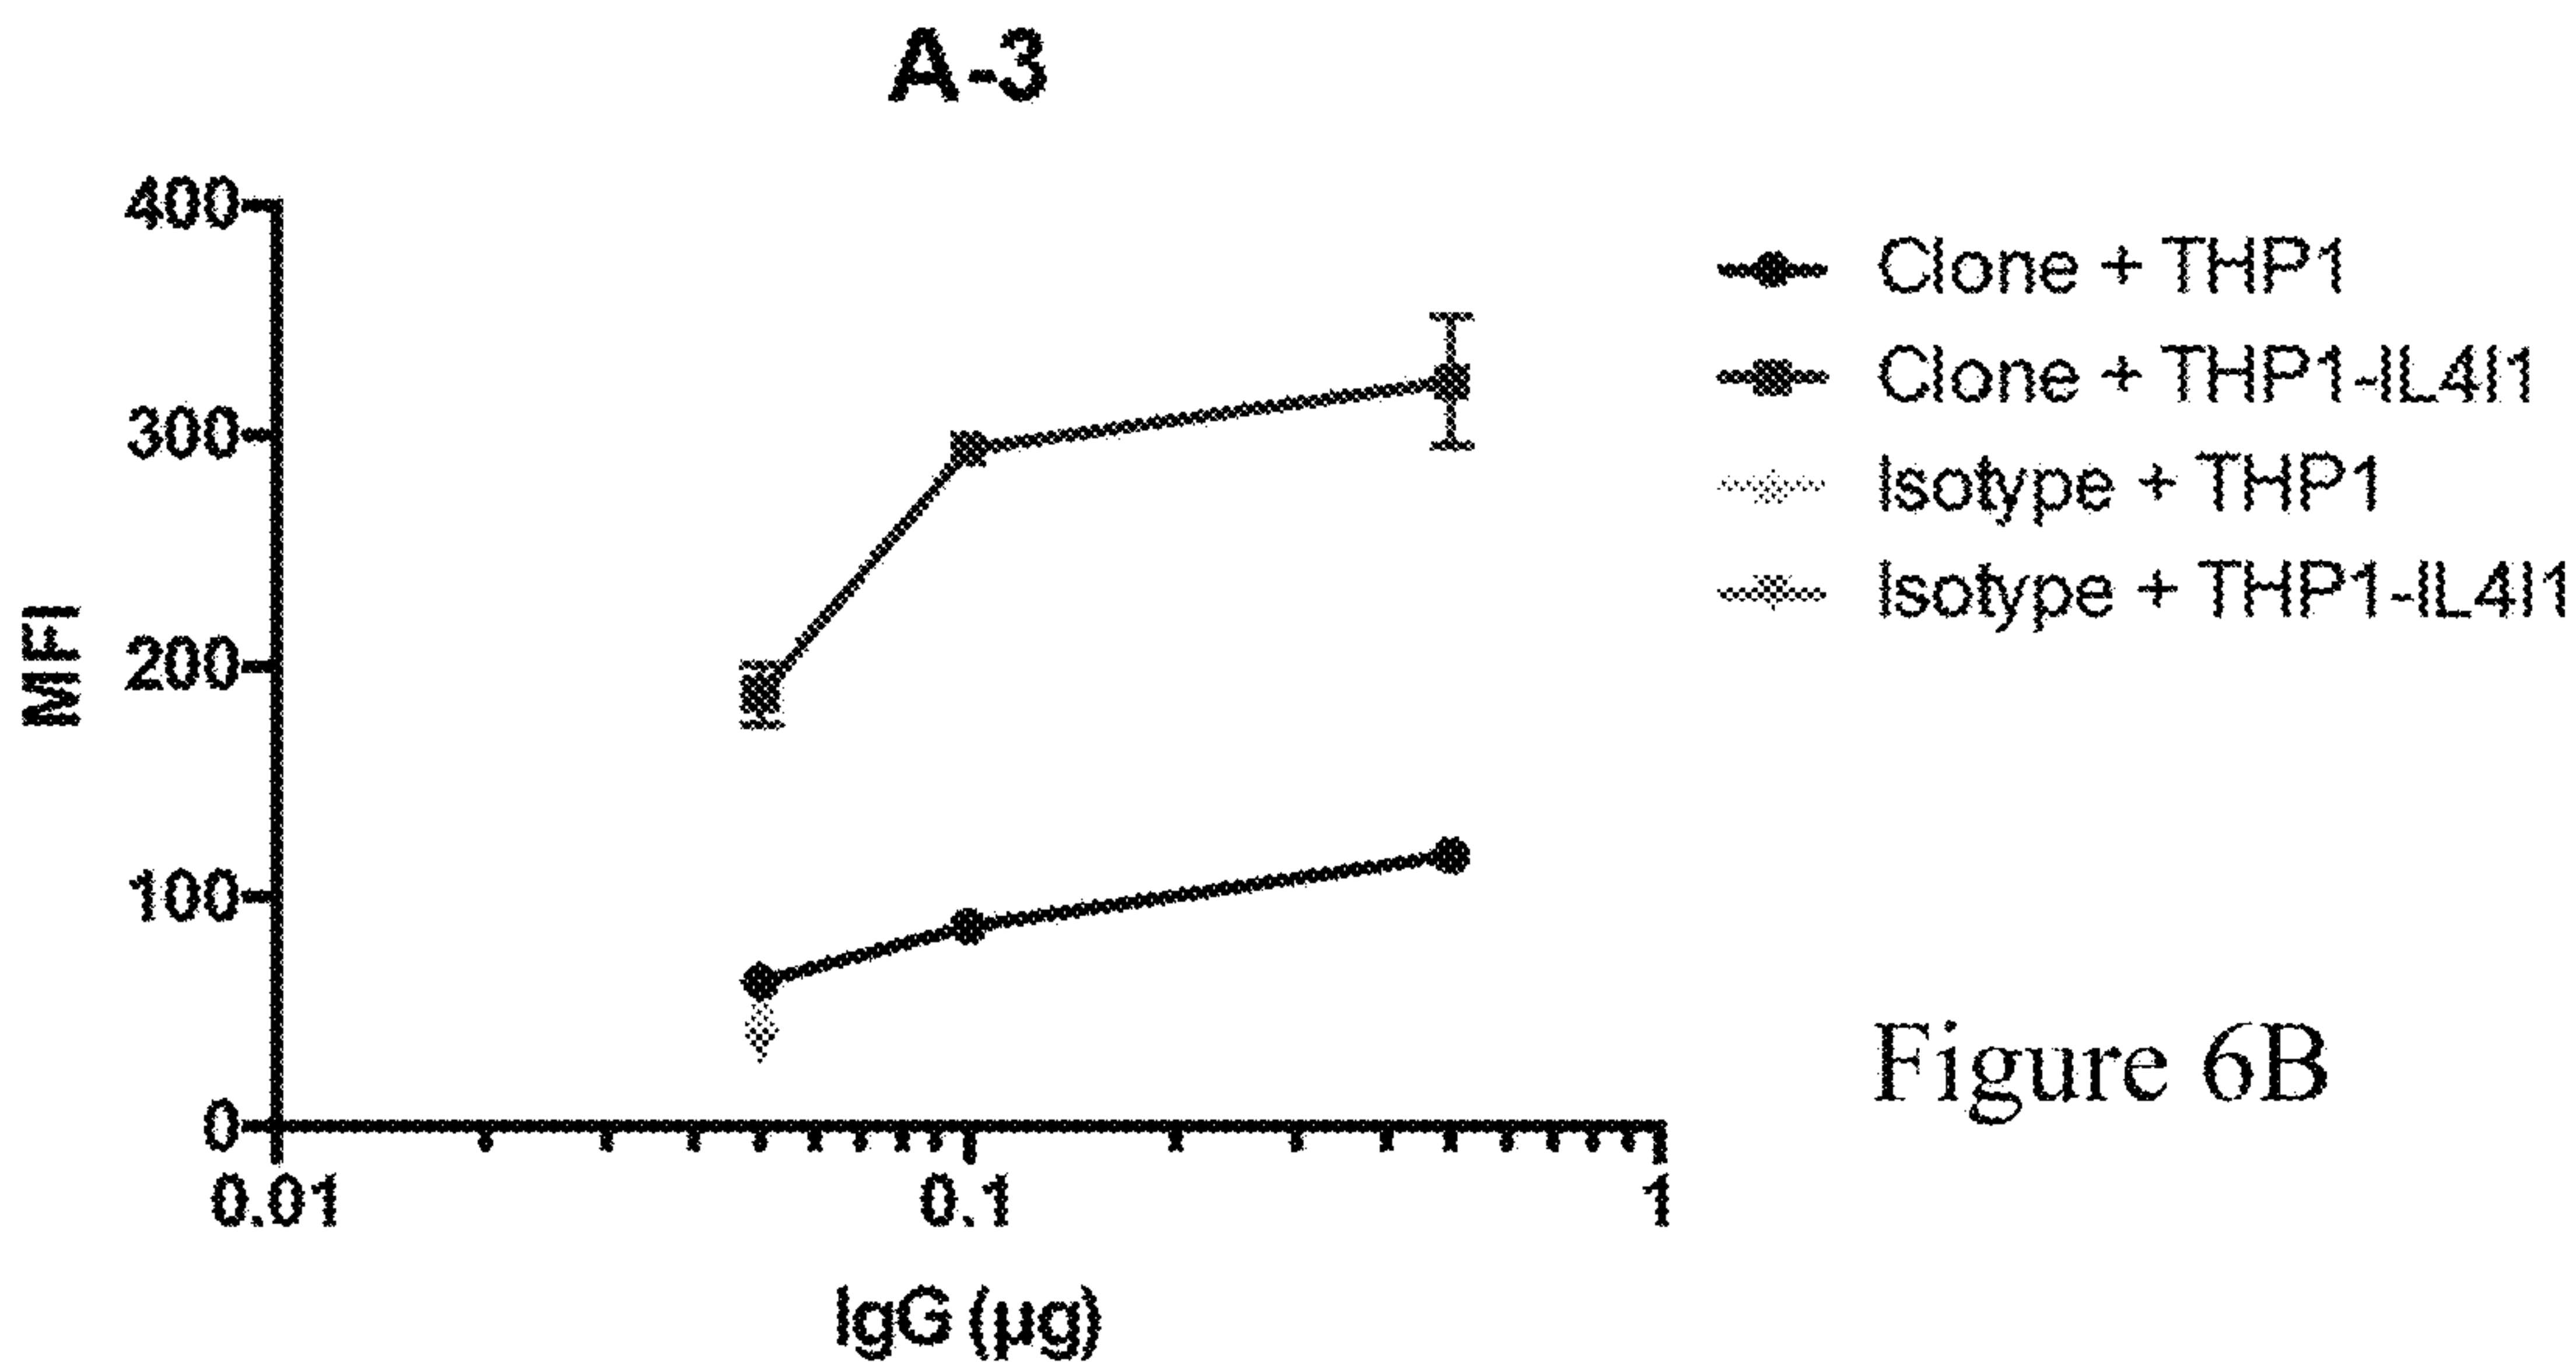 A-3
400
300
200
100
0
MFI
0.01
0.1
1
IgG (µg)
Clone + THP1
Clone + THP1-IL4I1
Isotype + THP1
Isotype + THP1-IL4I1
Figure 6B